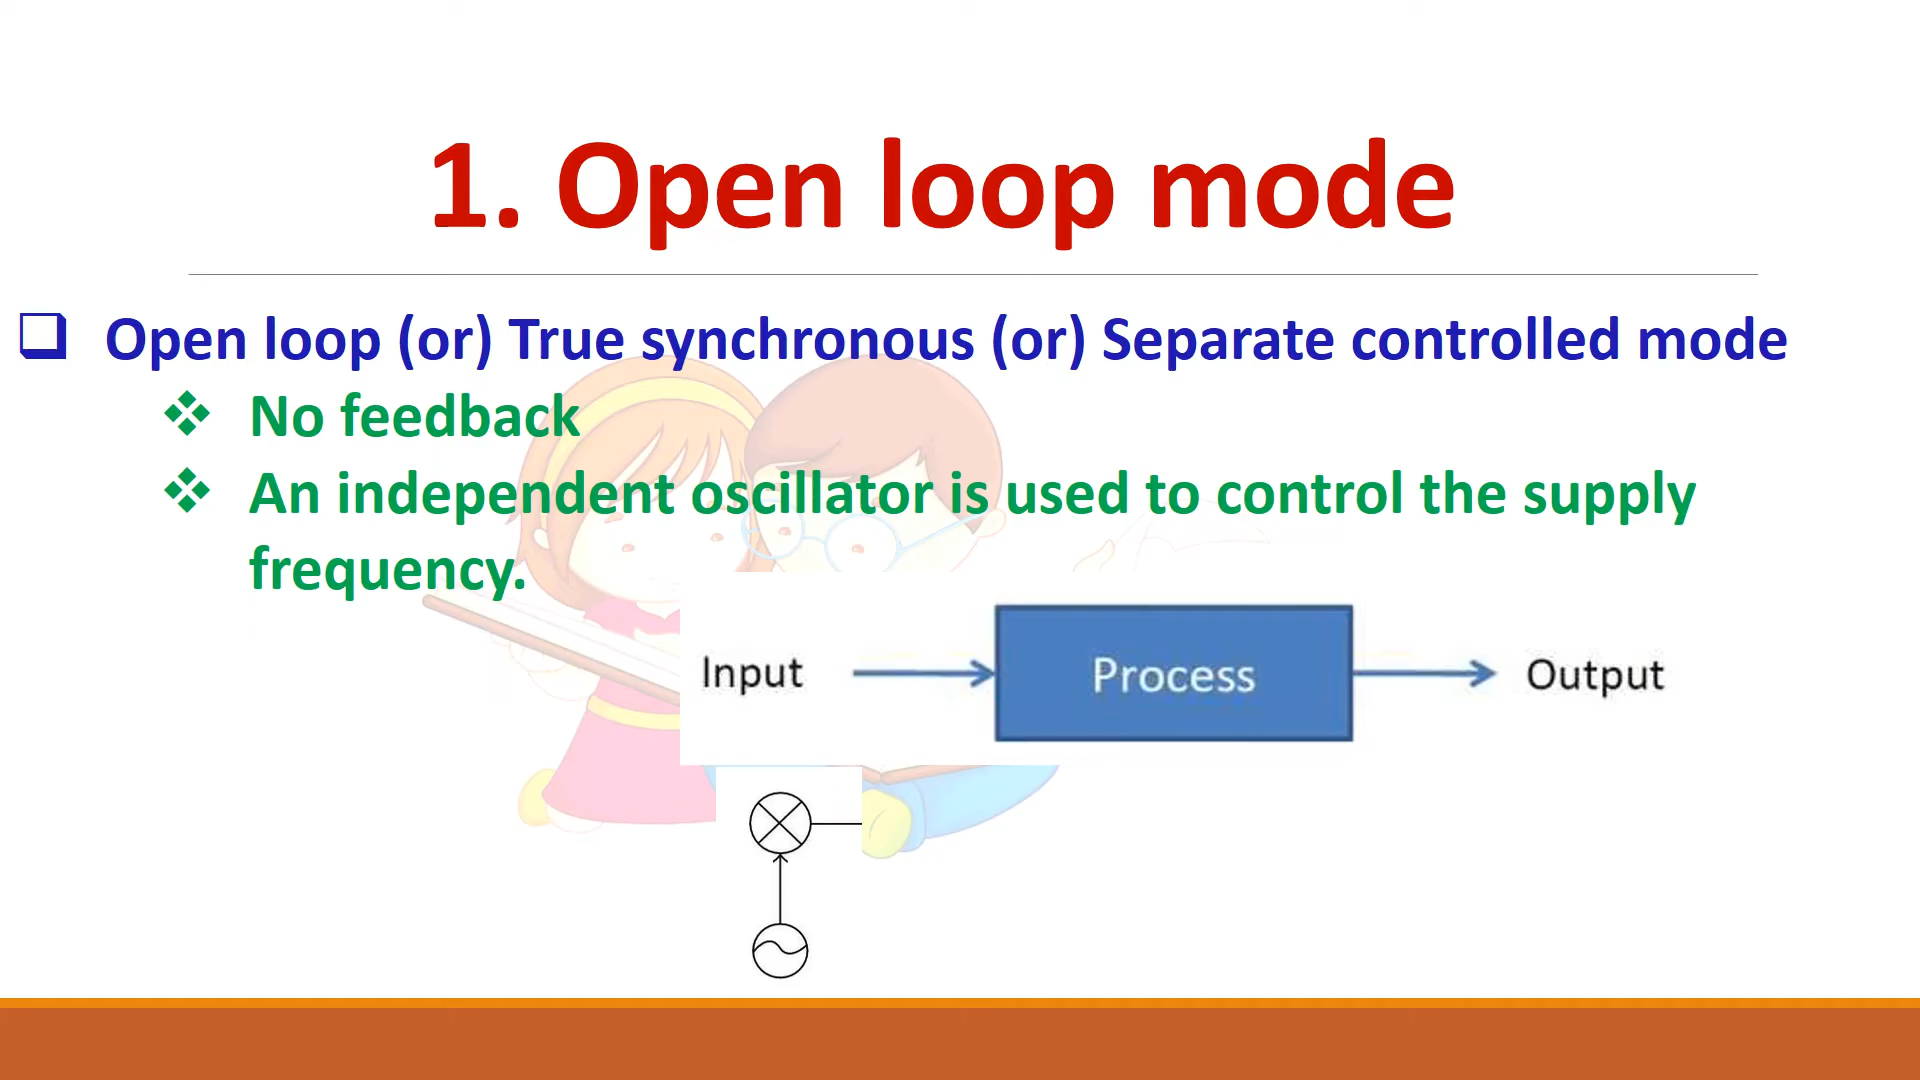 1. Open loop mode
Open loop (or) True synchronous (or) Separate controlled mode
No feedback
An independent oscillator is used to control the supply
frequency.
Input
Process
Output